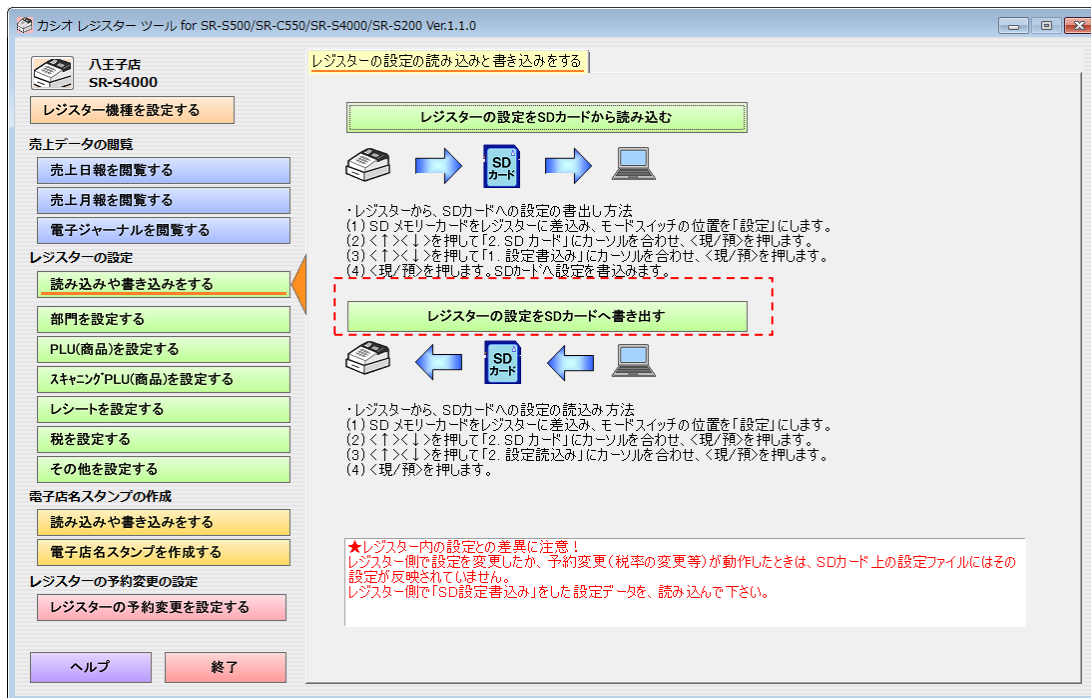 カシオ レジスター ツール for SR-S500/SR-C550/SR-S4000/SR-S200 Ver.1.1.0
八王子店
SR-S4000
レジスター機種を設定する
売上データの閲覧
売上日報を閲覧する
売上月報を閲覧する
電子ジャーナルを閲覧する
レジスターの設定
読み込みや書き込みをする
部門を設定する
PLU(商品)を設定する
スキャニングPLU(商品)を設定する
レシートを設定する
税を設定する
その他を設定する
電子店名スタンプの作成
読み込みや書き込みをする
電子店名スタンプを作成する
レジスターの予約変更の設定
レジスターの予約変更を設定する
ヘルプ
終了
レジスターの設定の読み込みと書き込みをする
レジスターの設定をSDカードから読み込む
SD
カード
・レジスターから、SDカードへの設定の書出し方法
(1) SD メモリーカードをレジスターに差込み、モードスイッチの位置を「設定」にします。
(2) <↑><↓>を押して「2. SD カード」にカーソルを合わせ、<現/預>を押します。
(3) <↑><↓>を押して「1. 設定書込み」にカーソルを合わせ、<現/預>を押します。
(4) <現/預>を押します。SDカードへ設定を書込みます。
レジスターの設定をSDカードへ書き出す
SD
カード
・レジスターから、SDカードへの設定の読込み方法
(1) SD メモリーカードをレジスターに差込み、モードスイッチの位置を「設定」にします。
(2) <↑><↓>を押して「2. SD カード」にカーソルを合わせ、<現/預>を押します。
(3) <↑><↓>を押して「2. 設定読込み」にカーソルを合わせ、<現/預>を押します。
(4) <現/預>を押します。
★レジスター内の設定との差異に注意！
レジスター側で設定を変更したか、予約変更(税率の変更等)が動作したときは、SDカード上の設定ファイルにはその
設定が反映されていません。
レジスター側で「SD設定書込み」をした設定データを、読み込んで下さい。